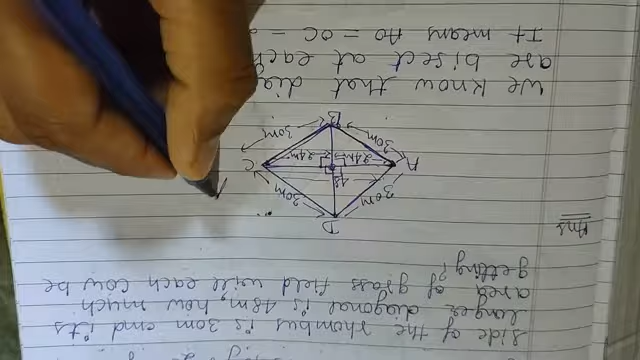 side of the rhombus is 30m and its
longer diagonal is 48m, how much
area of grass field will each cow be
getting?
Ans
D
30m
30m
A
C
24m
24m
30m
30m
B
We know that dia
are bisect at each
It means AO = OC =